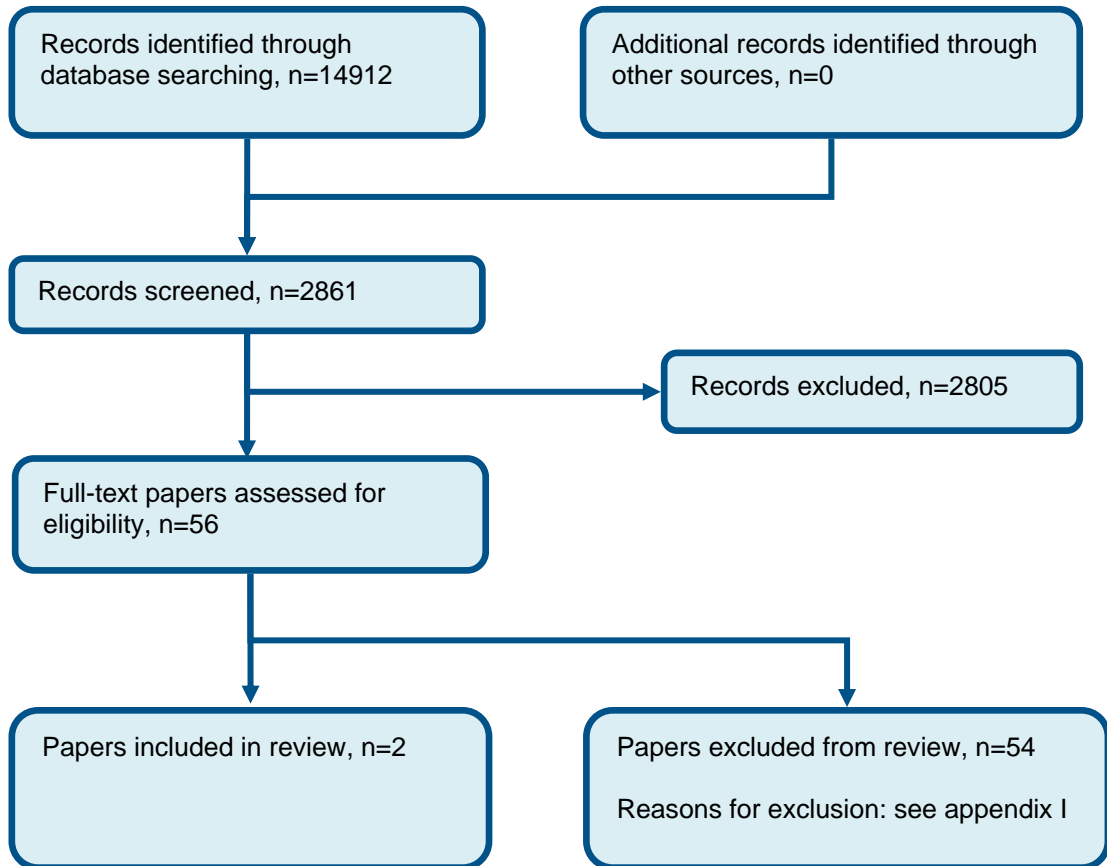 Records identified through
database searching, n=14912
Additional records identified through
other sources, n=0
Records screened, n=2861
Records excluded, n=2805
Full-text papers assessed for
eligibility, n=56
Papers included in review, n=2
Papers excluded from review, n=54
Reasons for exclusion: see appendix I